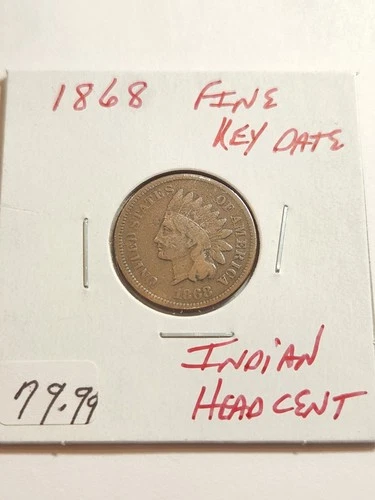 1868 FINE
KEY DATE
UNITED STATES OF AMERICA
1868
INDIAN
HEAD CENT
79.99